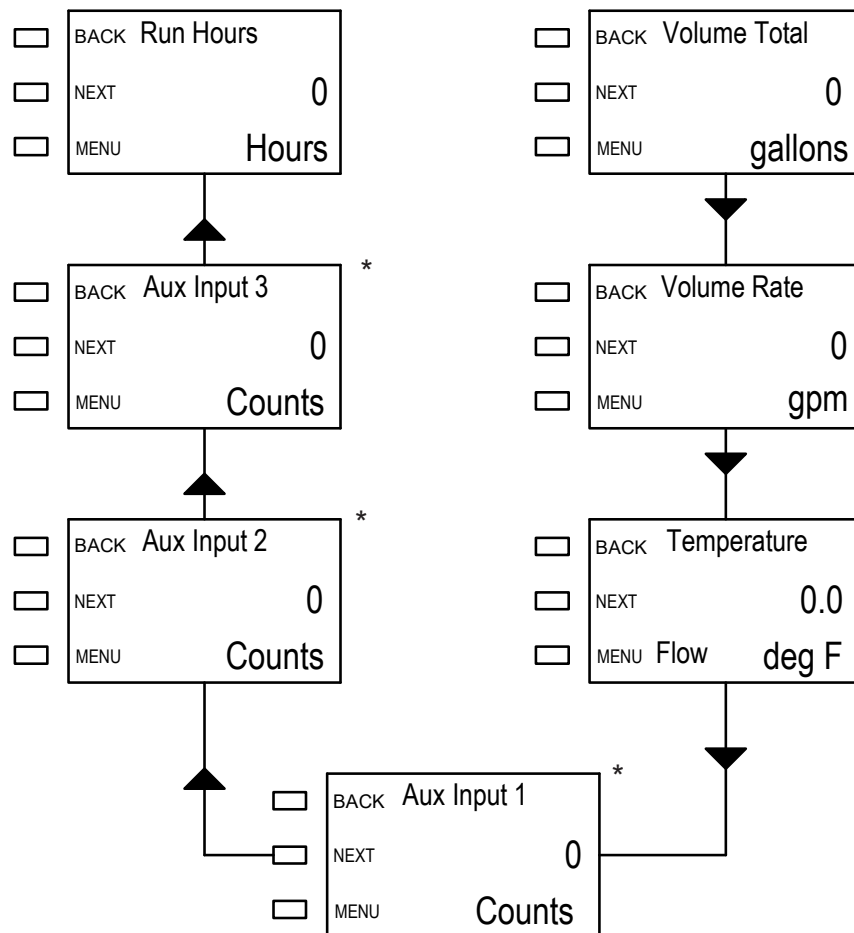 BACK Run Hours
NEXT 0
MENU Hours
BACK Volume Total
NEXT 0
MENU gallons
*
BACK Aux Input 3
NEXT 0
MENU Counts
BACK Volume Rate
NEXT 0
MENU gpm
*
BACK Aux Input 2
NEXT 0
MENU Counts
BACK Temperature
NEXT 0.0
MENU Flow deg F
*
BACK Aux Input 1
NEXT 0
MENU Counts